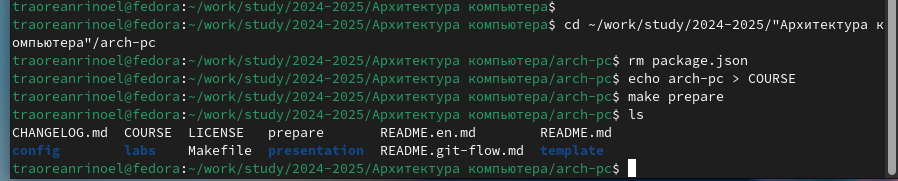 traoreanrinoel@fedora:~/work/study/2024-2025/Архитектура компьютера$
traoreanrinoel@fedora:~/work/study/2024-2025/Архитектура компьютера$ cd ~/work/study/2024-2025/"Архитектура к
омпьютера"/arch-pc
traoreanrinoel@fedora:~/work/study/2024-2025/Архитектура компьютера/arch-pc$ rm package.json
traoreanrinoel@fedora:~/work/study/2024-2025/Архитектура компьютера/arch-pc$ echo arch-pc > COURSE
traoreanrinoel@fedora:~/work/study/2024-2025/Архитектура компьютера/arch-pc$ make prepare
traoreanrinoel@fedora:~/work/study/2024-2025/Архитектура компьютера/arch-pc$ ls
CHANGELOG.md COURSE LICENSE prepare README.en.md README.md
config labs Makefile presentation README.git-flow.md template
traoreanrinoel@fedora:~/work/study/2024-2025/Архитектура компьютера/arch-pc$